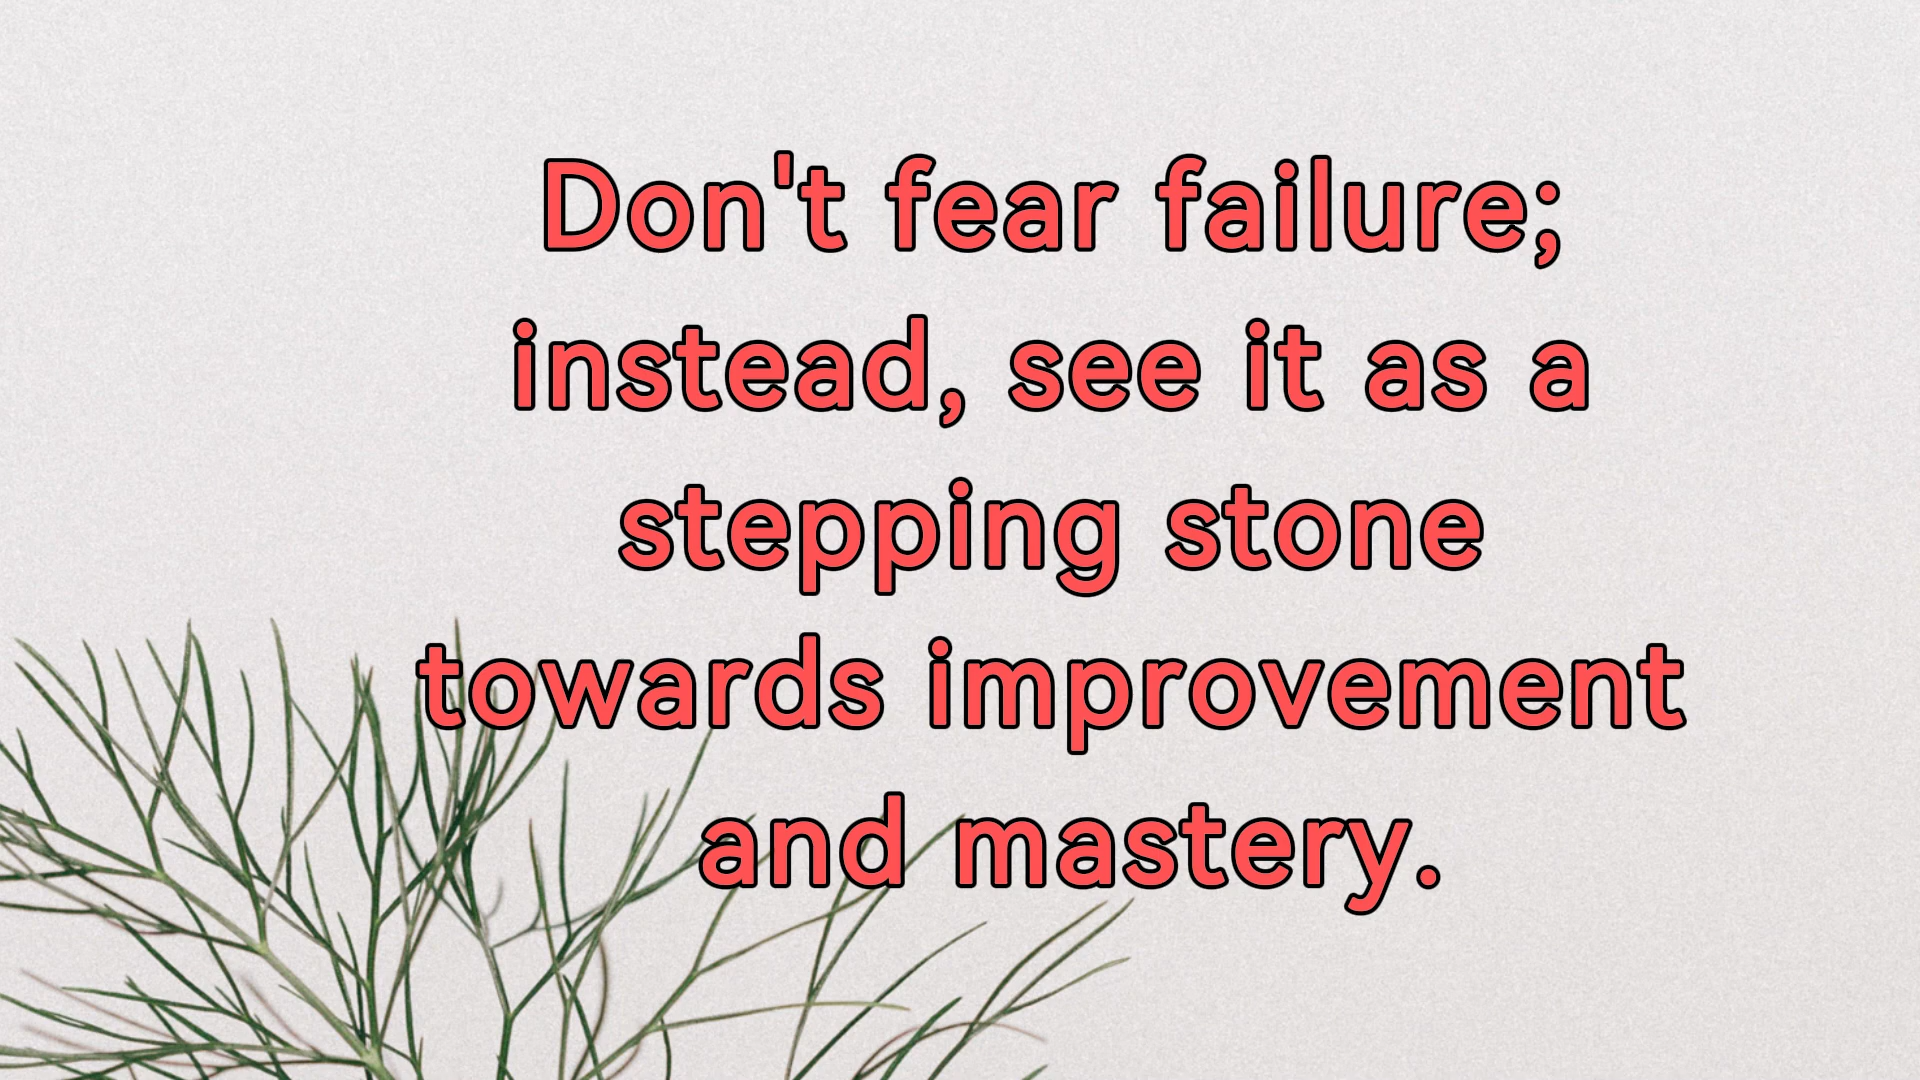 Don't fear failure;
instead, see it as a
stepping stone
towards improvement
and mastery.